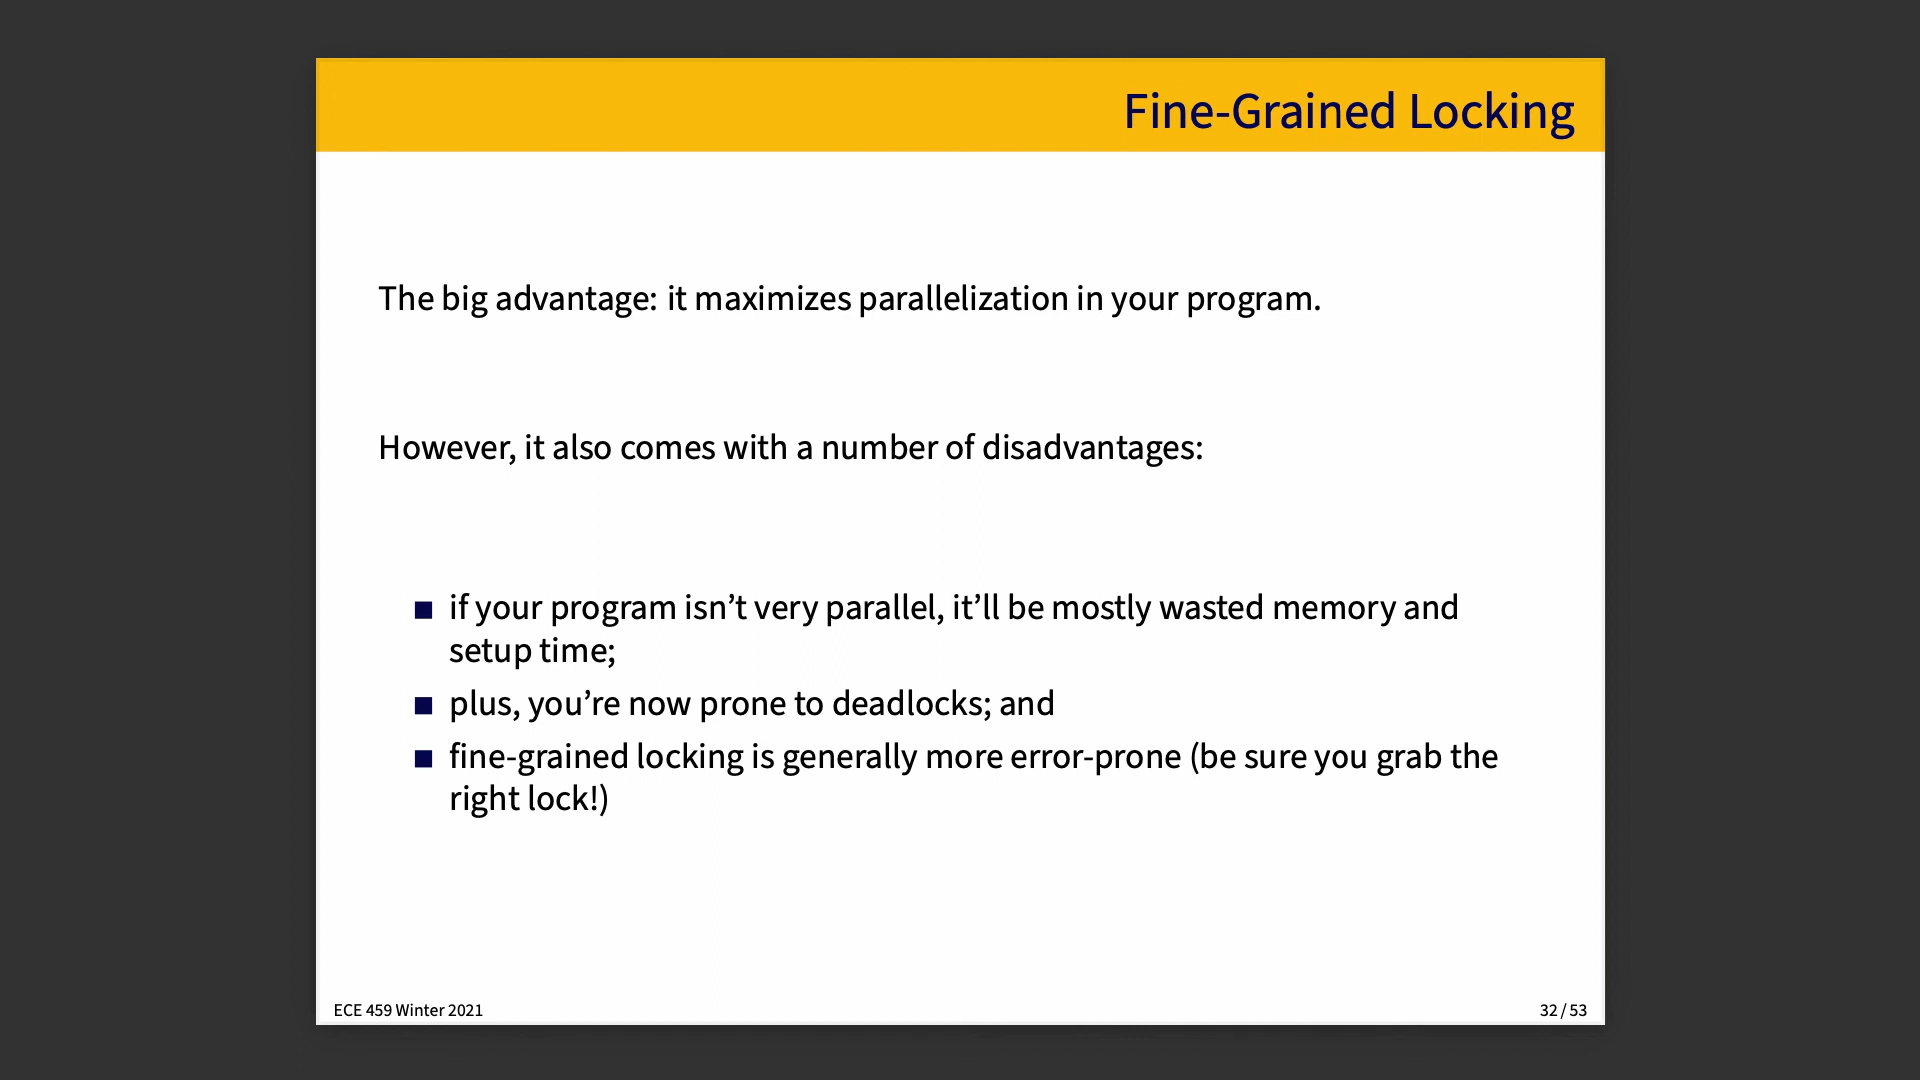 Fine-Grained Locking
The big advantage: it maximizes parallelization in your program.
However, it also comes with a number of disadvantages:
■ if your program isn’t very parallel, it’ll be mostly wasted memory and
setup time;
■ plus, you’re now prone to deadlocks; and
■ fine-grained locking is generally more error-prone (be sure you grab the
right lock!)
ECE 459 Winter 2021
32 / 53